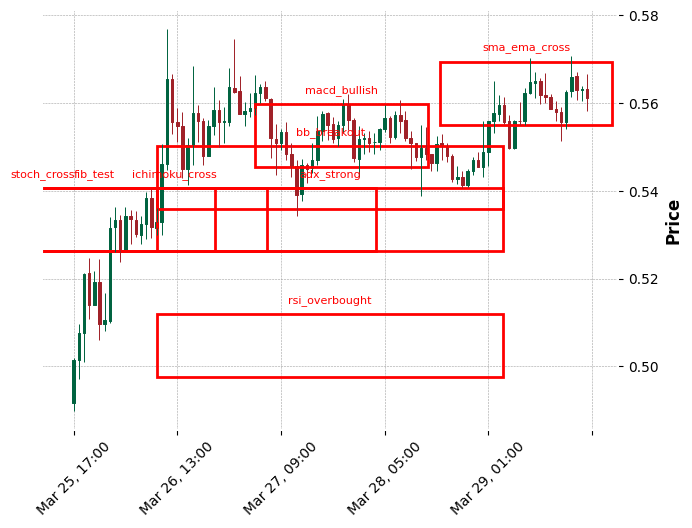 0.58
sma_ema_cross
macd_bullish
0.56
bb_breakout
stoch_cross
fib_test
ichimoku_cross
adx_strong
0.54
Price
0.52
rsi_overbought
0.50
Mar 25, 17:00
Mar 26, 13:00
Mar 27, 09:00
Mar 28, 05:00
Mar 29, 01:00